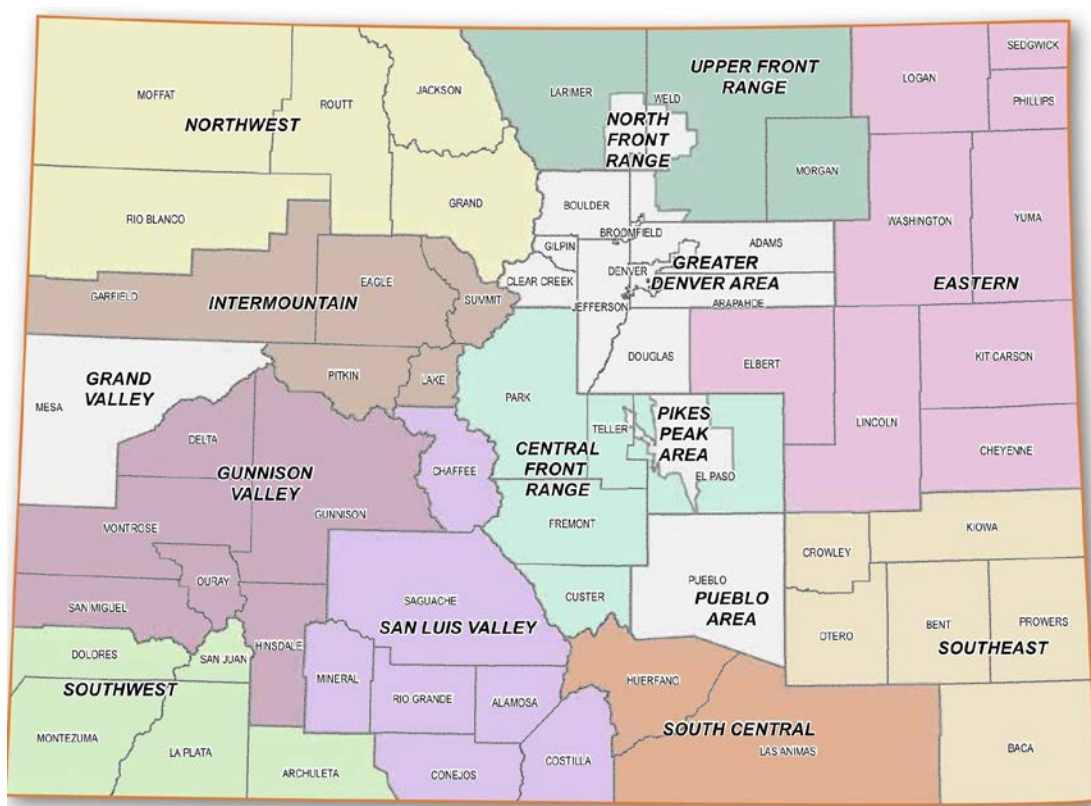 SEDGWICK
LOGAN
UPPER FRONT
RANGE
JACKSON
LARIMER
MOFFAT
ROUTT
WELD
PHILLIPS
NORTHWEST
NORTH
FRONT
RANGE
MORGAN
GRAND
BOULDER
RIO BLANCO
WASHINGTON
YUMA
BROOMFIELD
GILPIN
ADAMS
GREATER
DENVER AREA
DENVER
CLEAR CREEK
EAGLE
EASTERN
GARFIELD
INTERMOUNTAIN
SUMMIT
JEFFERSON
ARAPAHOE
DOUGLAS
ELBERT
KIT CARSON
GRAND
VALLEY
PITKIN
LAKE
PARK
MESA
TELLER
PIKES
PEAK
AREA
LINCOLN
DELTA
CENTRAL
FRONT
RANGE
CHEYENNE
GUNNISON
VALLEY
CHAFFEE
EL PASO
GUNNISON
MONTROSE
FREMONT
KIOWA
CROWLEY
OURAY
PUEBLO
PUEBLO
AREA
SAN MIGUEL
SAGUACHE
CUSTER
SAN LUIS VALLEY
OTERO
BENT
PROWERS
SOUTHEAST
HINSDALE
DOLORES
SAN JUAN
MINERAL
HUERFANO
SOUTHWEST
RIO GRANDE
ALAMOSA
SOUTH CENTRAL
MONTEZUMA
LA PLATA
ARCHULETA
CONEJOS
COSTILLA
LAS ANIMAS
BACA